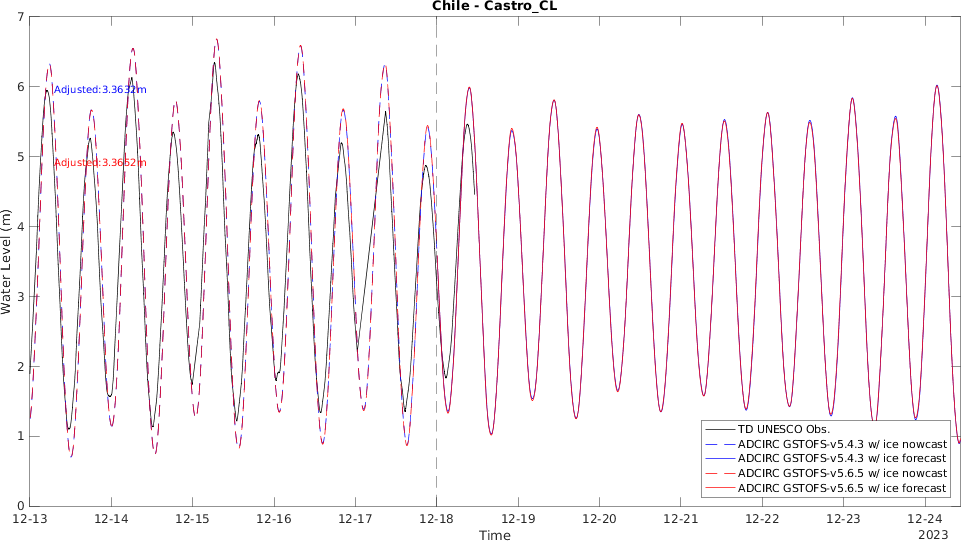 Chile - Castro_CL
7
6
5
4
3
2
1
0
Water Level (m)
Adjusted:3.3632m
Adjusted:3.3662m
TD UNESCO Obs.
ADCIRC GSTOFS-v5.4.3 w/ ice nowcast
ADCIRC GSTOFS-v5.4.3 w/ ice forecast
ADCIRC GSTOFS-v5.6.5 w/ ice nowcast
ADCIRC GSTOFS-v5.6.5 w/ ice forecast
12-13 12-14 12-15 12-16 12-17 12-18 12-19 12-20 12-21 12-22 12-23 12-24
Time
2023